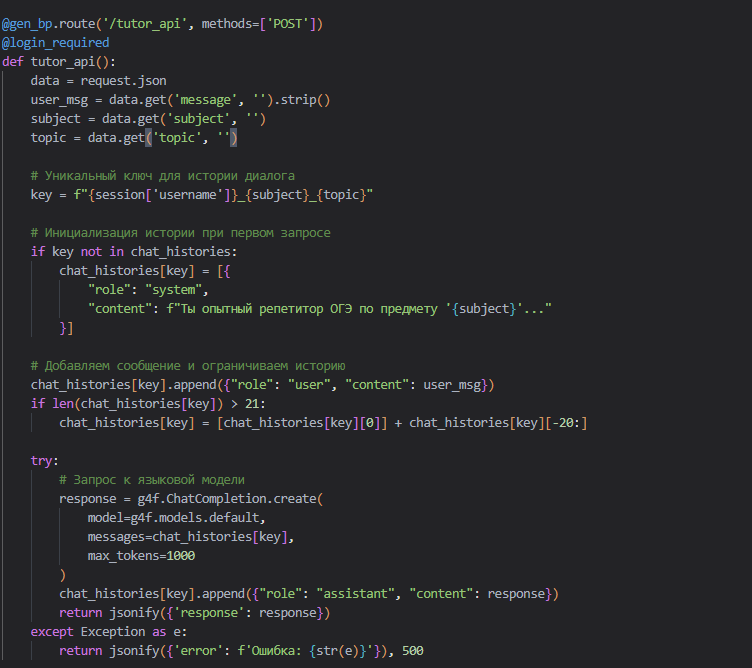 @gen_bp.route('/tutor_api', methods=['POST'])
@login_required
def tutor_api():
    data = request.json
    user_msg = data.get('message', '').strip()
    subject = data.get('subject', '')
    topic = data.get('topic', '')

    # Уникальный ключ для истории диалога
    key = f"{session['username']}_{subject}_{topic}"

    # Инициализация истории при первом запросе
    if key not in chat_histories:
        chat_histories[key] = [{
            "role": "system",
            "content": f"Ты опытный репетитор ОГЭ по предмету '{subject}'..."
        }]

    # Добавляем сообщение и ограничиваем историю
    chat_histories[key].append({"role": "user", "content": user_msg})
    if len(chat_histories[key]) > 21:
        chat_histories[key] = [chat_histories[key][0]] + chat_histories[key][-20:]

    try:
        # Запрос к языковой модели
        response = g4f.ChatCompletion.create(
            model=g4f.models.default,
            messages=chat_histories[key],
            max_tokens=1000
        )
        chat_histories[key].append({"role": "assistant", "content": response})
        return jsonify({'response': response})
    except Exception as e:
        return jsonify({'error': f'Ошибка: {str(e)}'}), 500